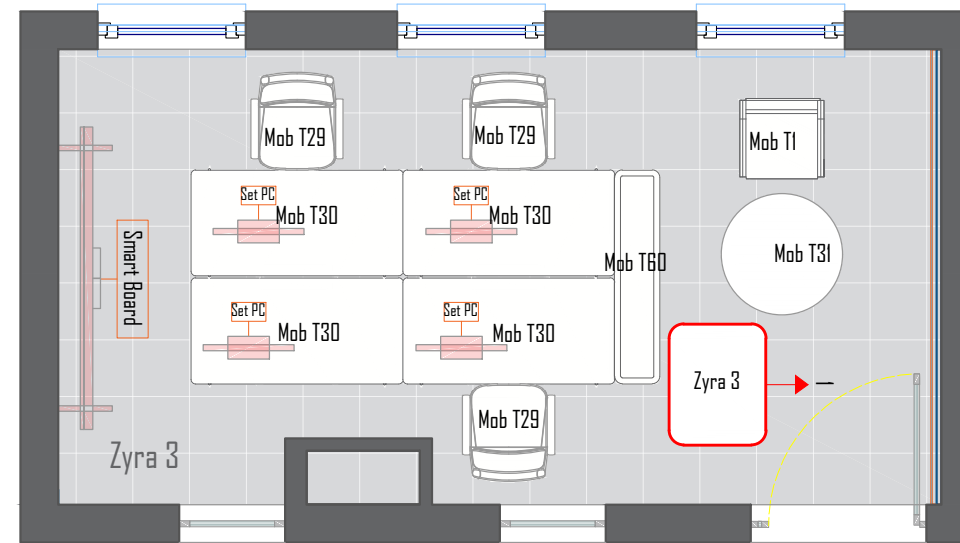 Mob T29
Mob T29
Mob T1
Set PC
Mob T30
Set PC
Mob T30
Smart Board
Mob T60
Mob T31
Set PC
Mob T30
Set PC
Mob T30
Zyra 3
Mob T29
Zyra 3